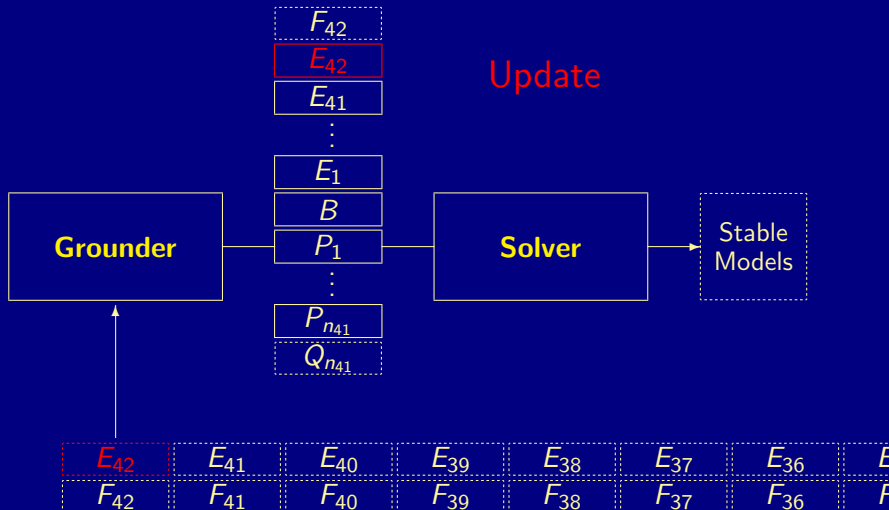 F₄₂
E₄₂
Update
E₄₁
⋮
E₁
B
Grounder
P₁
Solver
Stable
Models
⋮
Pₙ₄₁
Qₙ₄₁
E₄₂ E₄₁ E₄₀ E₃₉ E₃₈ E₃₇ E₃₆ E
F₄₂ F₄₁ F₄₀ F₃₉ F₃₈ F₃₇ F₃₆ F